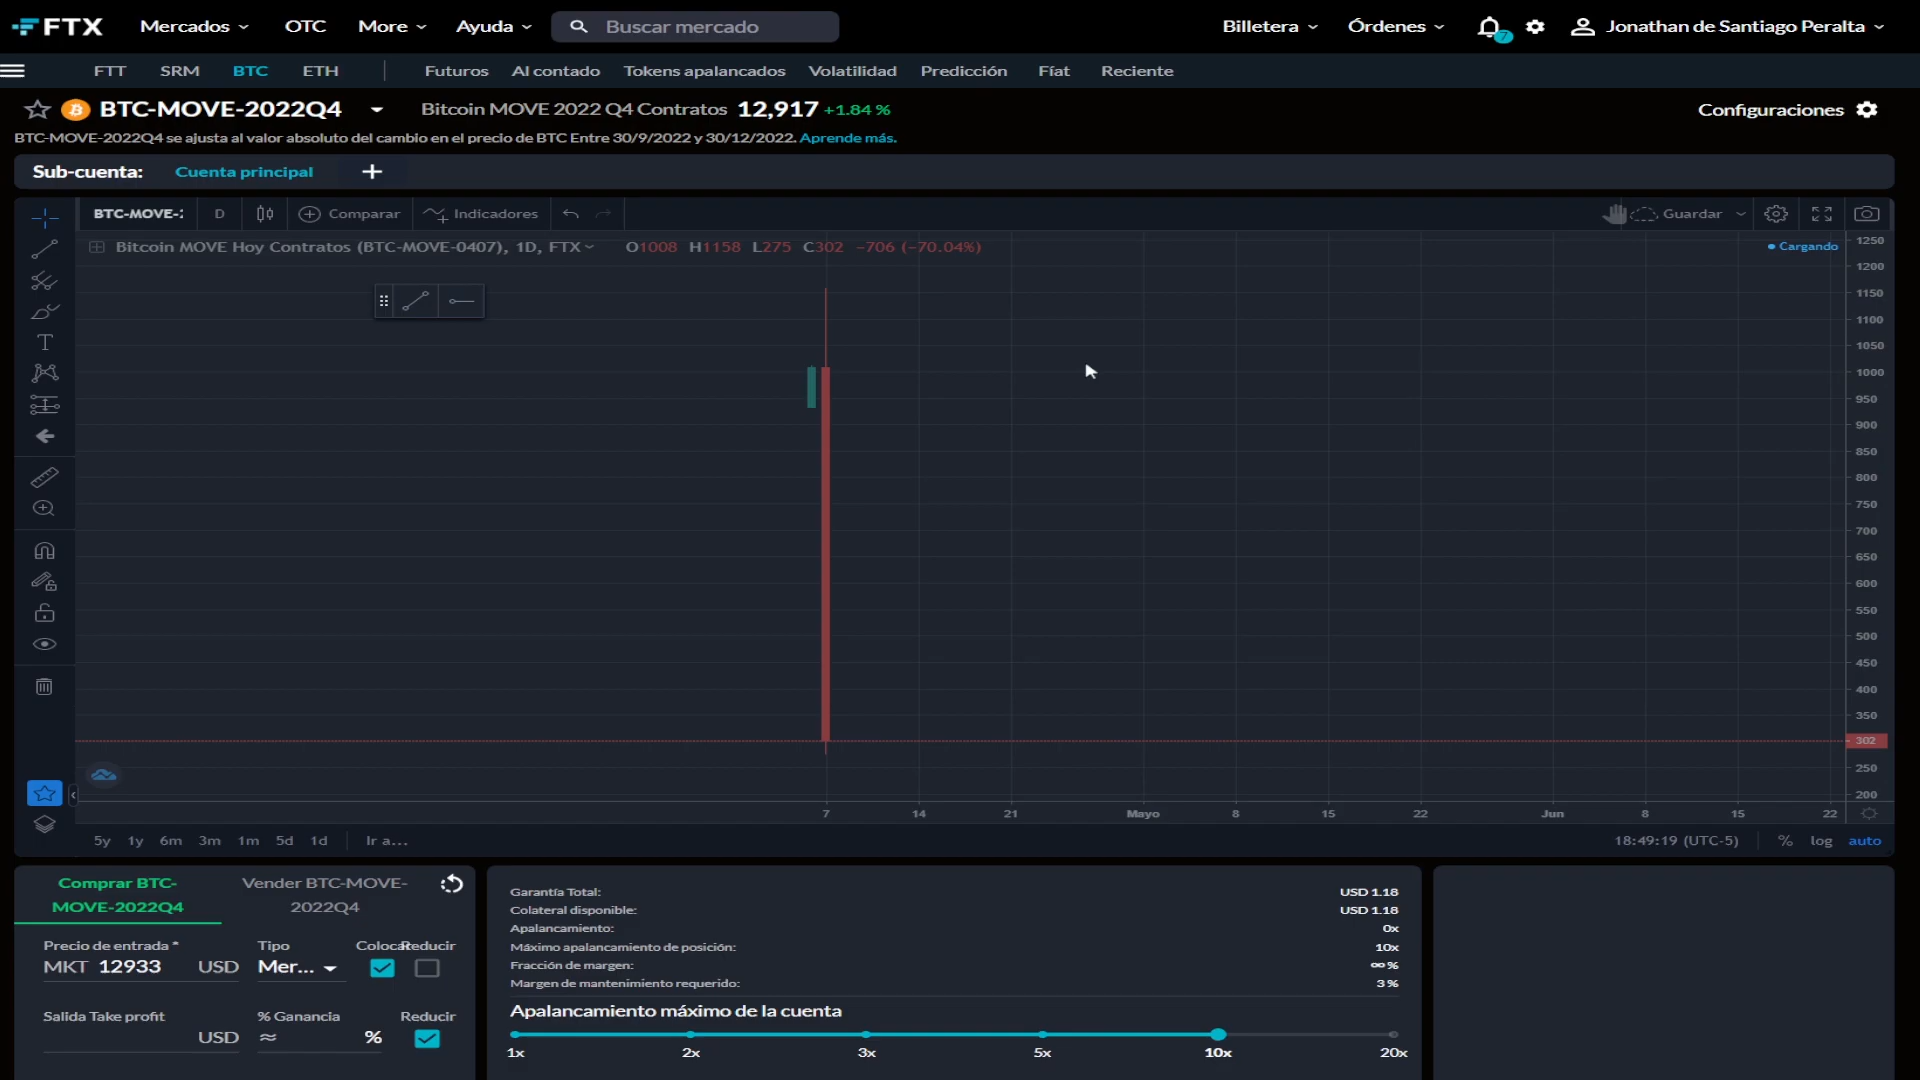 FTX Mercados OTC More Ayuda Buscar mercado Billetera Órdenes 7 Jonathan de Santiago Peralta
FTT SRM BTC ETH Futuros Al contado Tokens apalancados Volatilidad Predicción Fíat Reciente
BTC-MOVE-2022Q4 Bitcoin MOVE 2022 Q4 Contratos 12,917 +1.84 % Configuraciones
BTC-MOVE-2022Q4 se ajusta al valor absoluto del cambio en el precio de BTC Entre 30/9/2022 y 30/12/2022. Aprende más.
Sub-cuenta: Cuenta principal +
BTC-MOVE-2 D Comparar Indicadores Guardar
Bitcoin MOVE Hoy Contratos (BTC-MOVE-0407), 1D, FTX O1008 H1158 L275 C302 −706 (−70.04%) Cargando
1250
1200
1150
1100
1050
1000
950
900
850
800
750
700
650
600
550
500
450
400
350
302
250
200
7 14 21 Mayo 8 15 22 Jun 8 15 22
5y 1y 6m 3m 1m 5d 1d Ir a... 18:49:19 (UTC-5) % log auto
Comprar BTC-
MOVE-2022Q4
Vender BTC-MOVE-
2022Q4
Precio de entrada * Tipo Coloca Reducir
MKT 12933 USD Mer...
Salida Take profit % Ganancia Reducir
USD ≈ %
Garantía Total: USD 1.18
Colateral disponible: USD 1.18
Apalancamiento: 0x
Máximo apalancamiento de posición: 10x
Fracción de margen: ∞ %
Margen de mantenimiento requerido: 3 %
Apalancamiento máximo de la cuenta
1x 2x 3x 5x 10x 20x